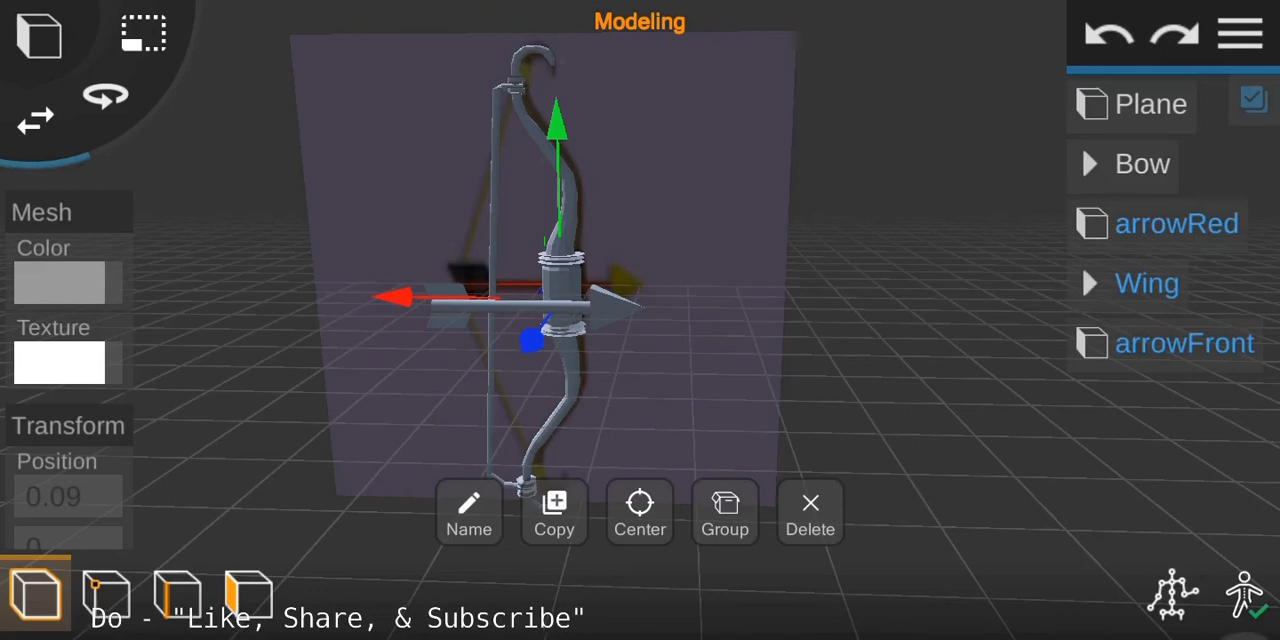 Modeling
Plane
Bow
arrowRed
Wing
arrowFront
Mesh
Color
Texture
Transform
Position
0.09
0
Name
Copy
Center
Group
Delete
Do - "Like, Share, & Subscribe"